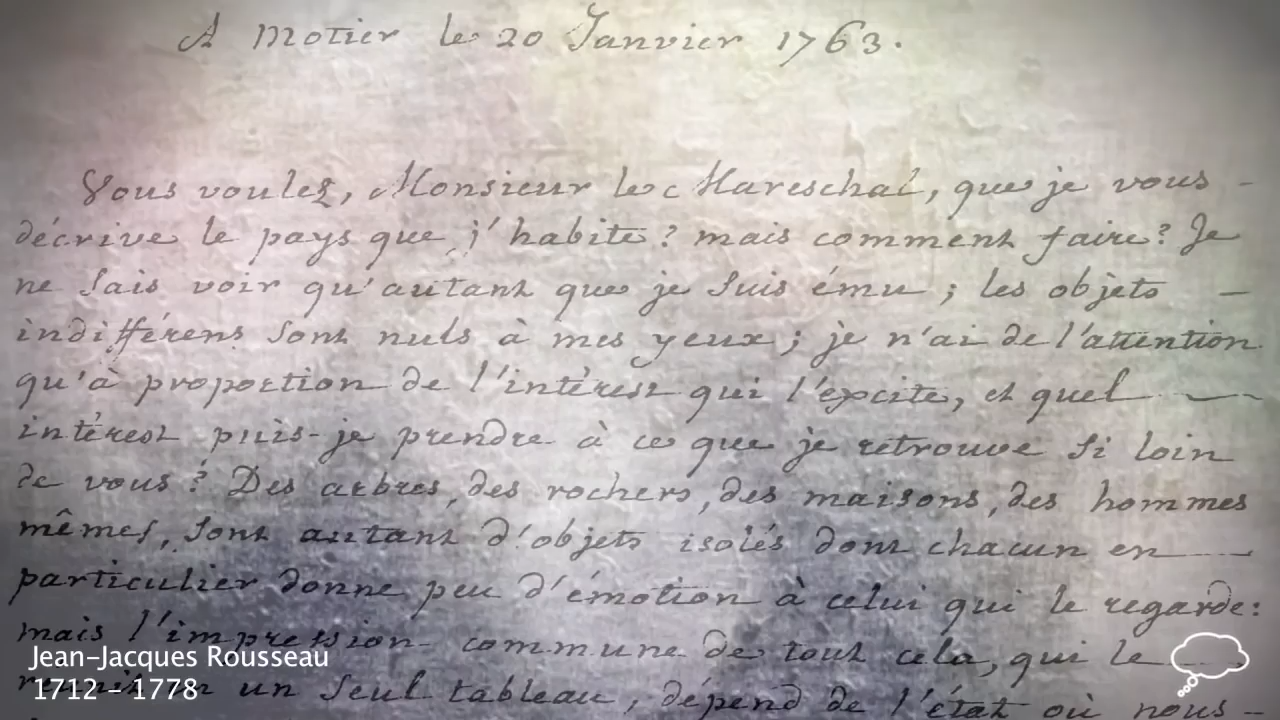 A Motier le 20 Janvier 1763.
Vous voulez, Monsieur le Mareschal, que je vous -
décrive le pays que j'habite? mais comment faire? Je
ne sais voir qu'autant que je suis ému; les objets -
indifférens sont nuls à mes yeux; je n'ai de l'attention
qu'à proportion de l'intèrest qui l'excite, et quel
intèrest puis-je prendre à ce que je retrouve si loin
de vous? Des arbres, des rochers, des maisons, des hommes
mêmes, sont autant d'objets isolés dont chacun en
particulier donne peu d'émotion à celui qui le regarde:
mais l'impression commune de tout cela, qui le
réunit en un seul tableau, dépend de l'état où nous -
Jean-Jacques Rousseau
1712 - 1778